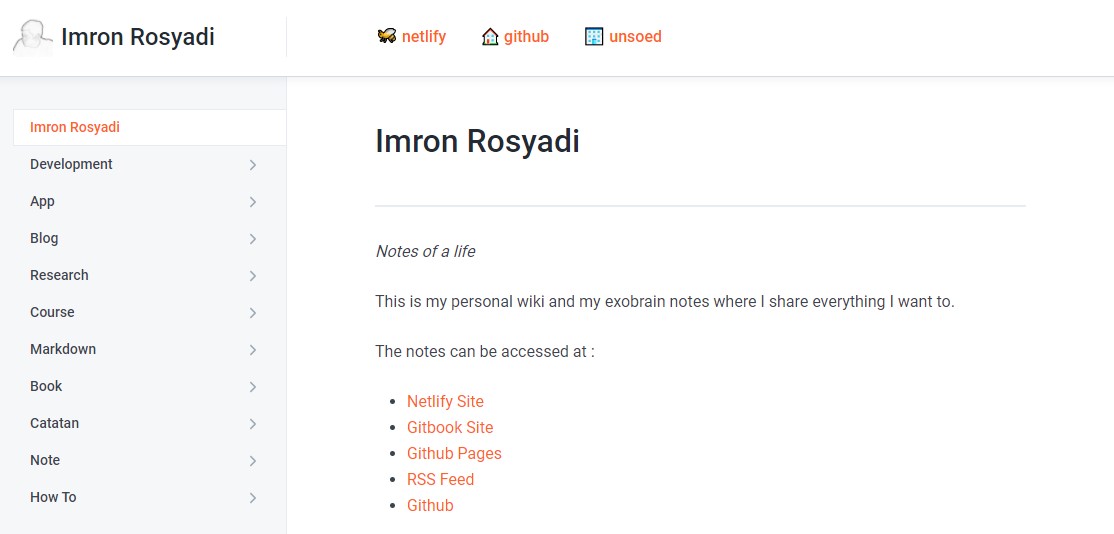 Imron Rosyadi
netlify
github
unsoed
Imron Rosyadi
Development
App
Blog
Research
Course
Markdown
Book
Catatan
Note
How To
Imron Rosyadi
Notes of a life
This is my personal wiki and my exobrain notes where I share everything I want to.
The notes can be accessed at :
Netlify Site
Gitbook Site
Github Pages
RSS Feed
Github